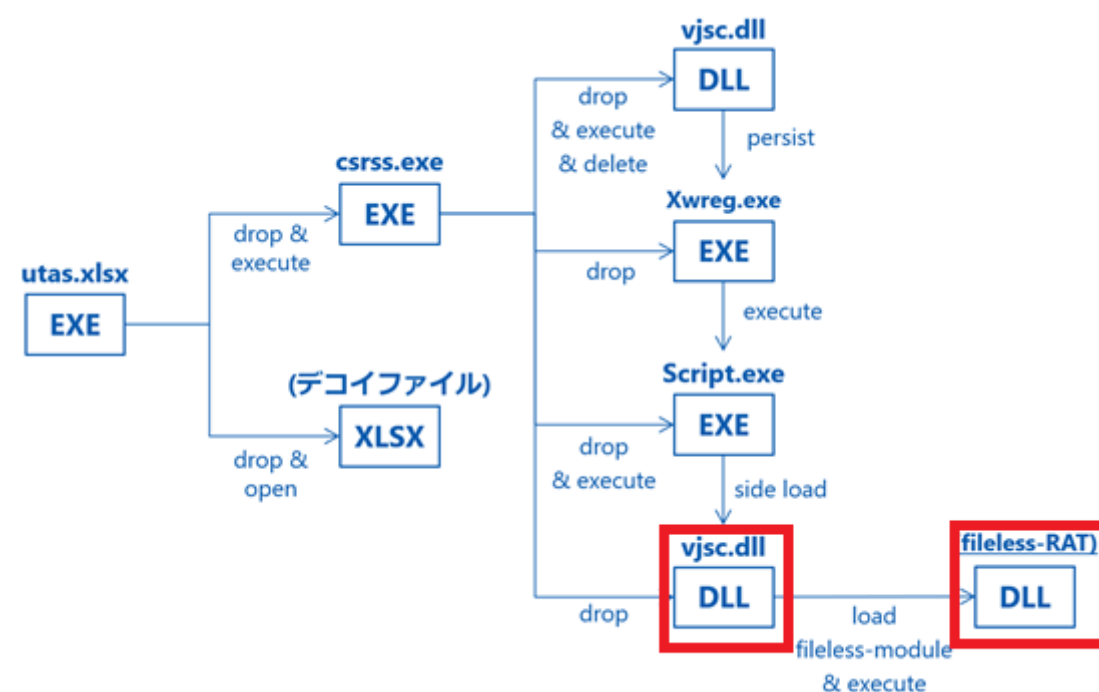 vjsc.dll
DLL
drop
& execute
& delete
persist
csrss.exe
EXE
Xwreg.exe
EXE
drop &
execute
drop
utas.xlsx
EXE
execute
(デコイファイル)
XLSX
Script.exe
EXE
drop &
open
drop
& execute
side load
vjsc.dll
DLL
fileless-RAT)
DLL
drop
load
fileless-module
& execute